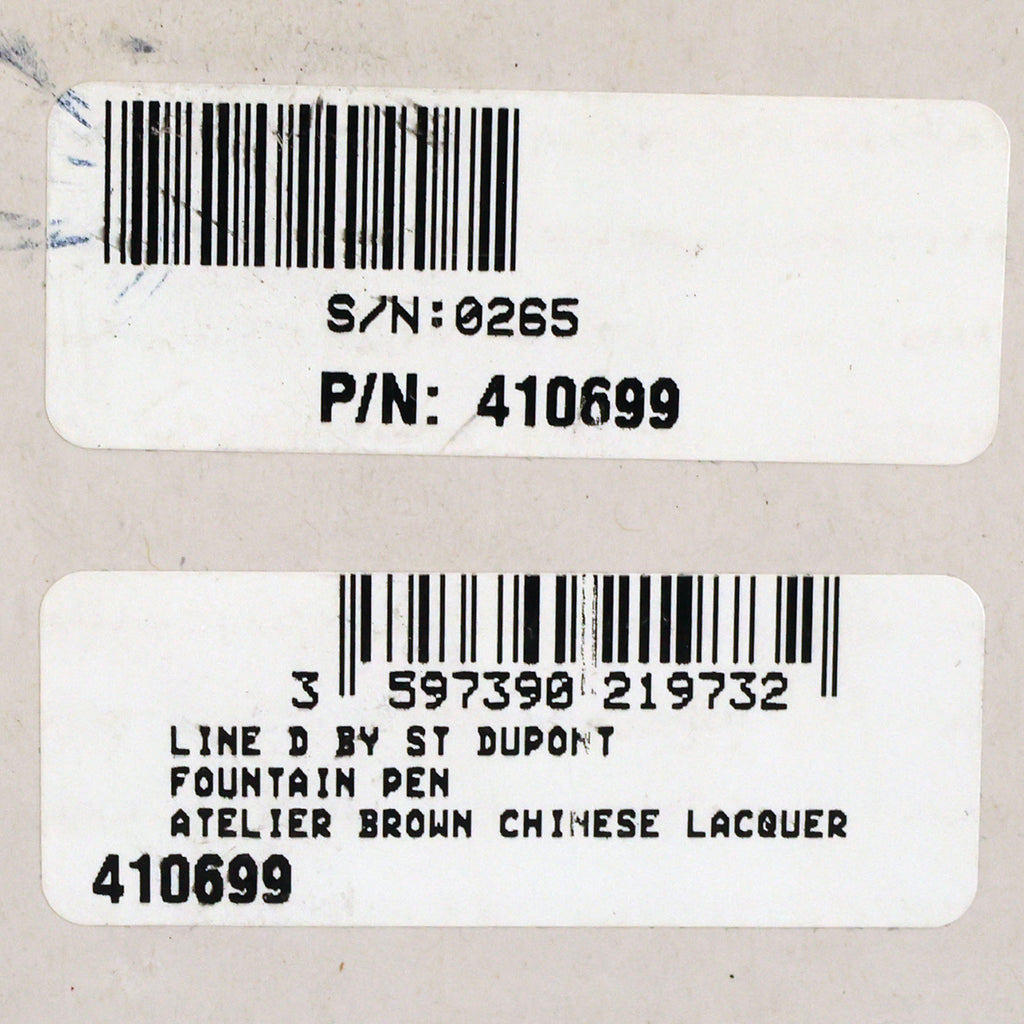 S/N:0265
P/N: 410699
3 597390 219732
LINE D BY ST DUPONT
FOUNTAIN PEN
ATELIER BROWN CHINESE LACQUER
410699